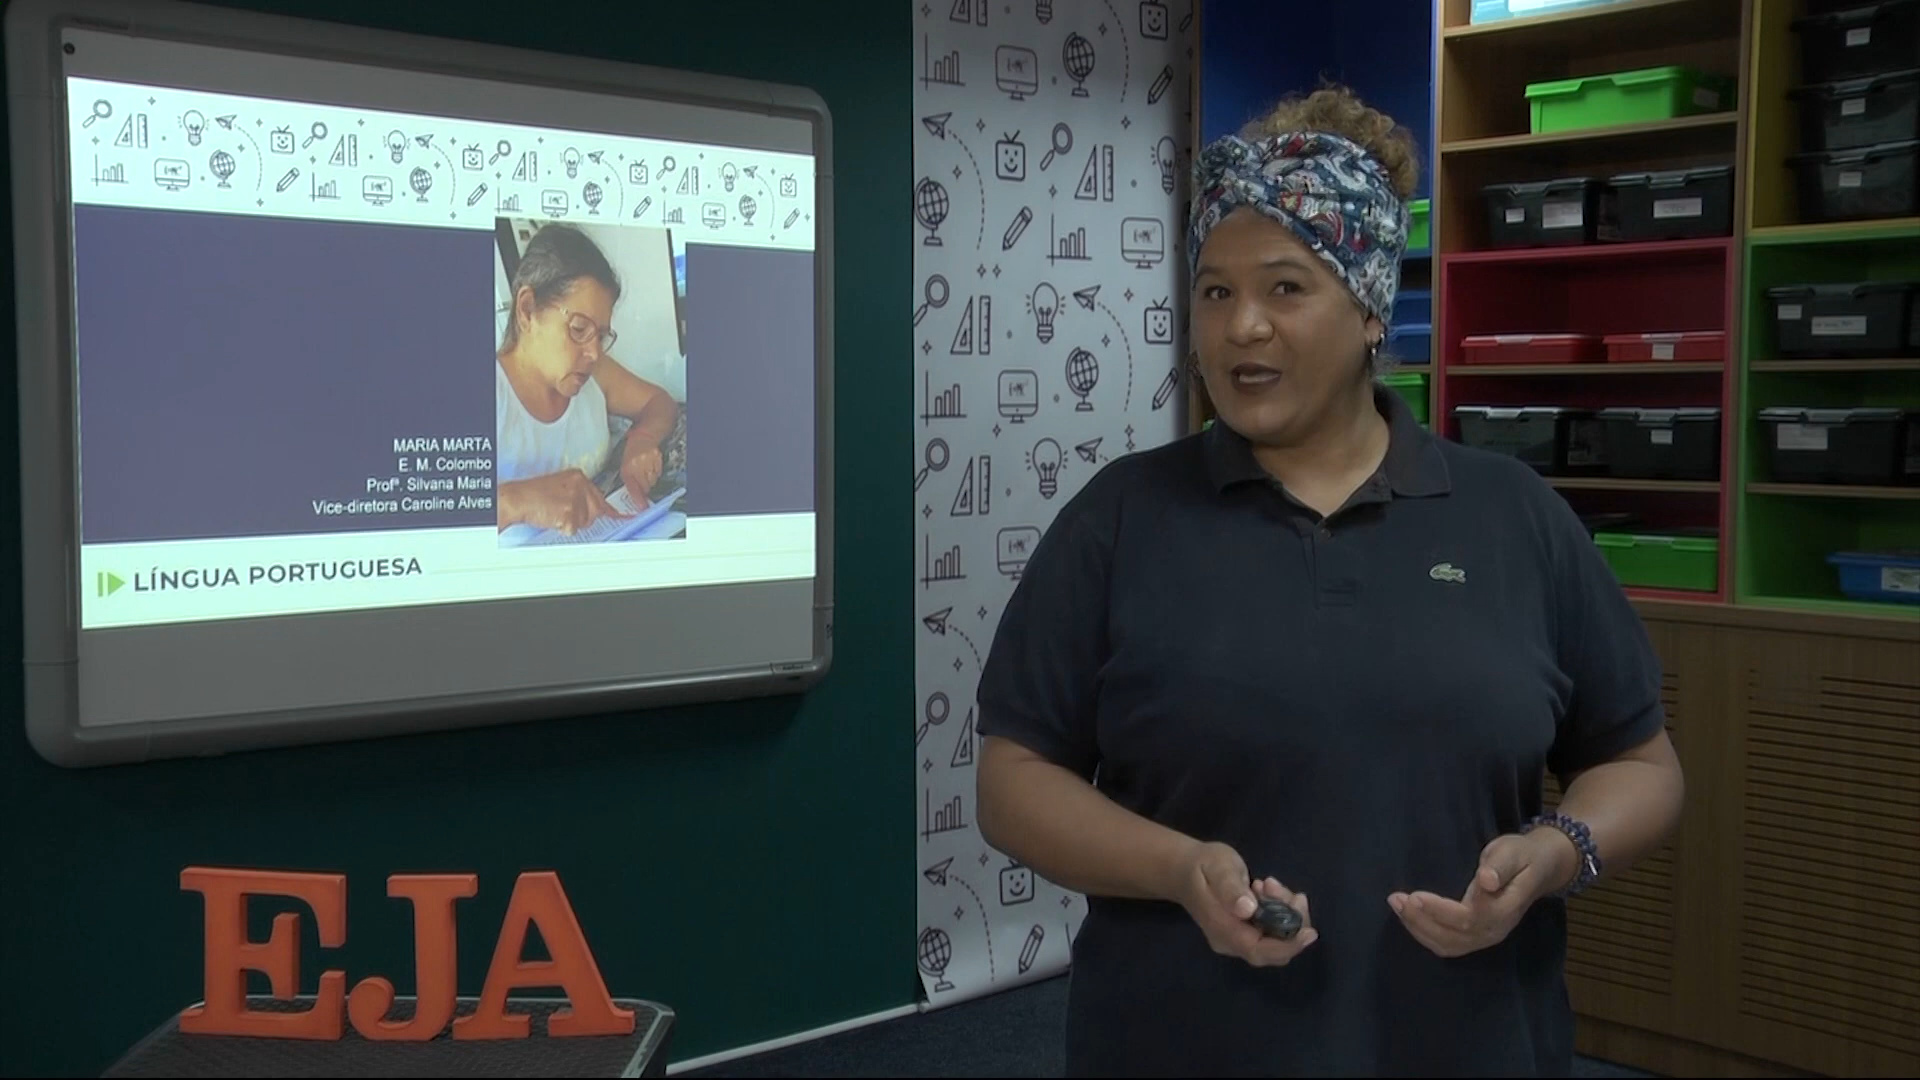 MARIA MARTA
E. M. Colombo
Profª. Silvana Maria
Vice-diretora Caroline Alves
LÍNGUA PORTUGUESA
EJA